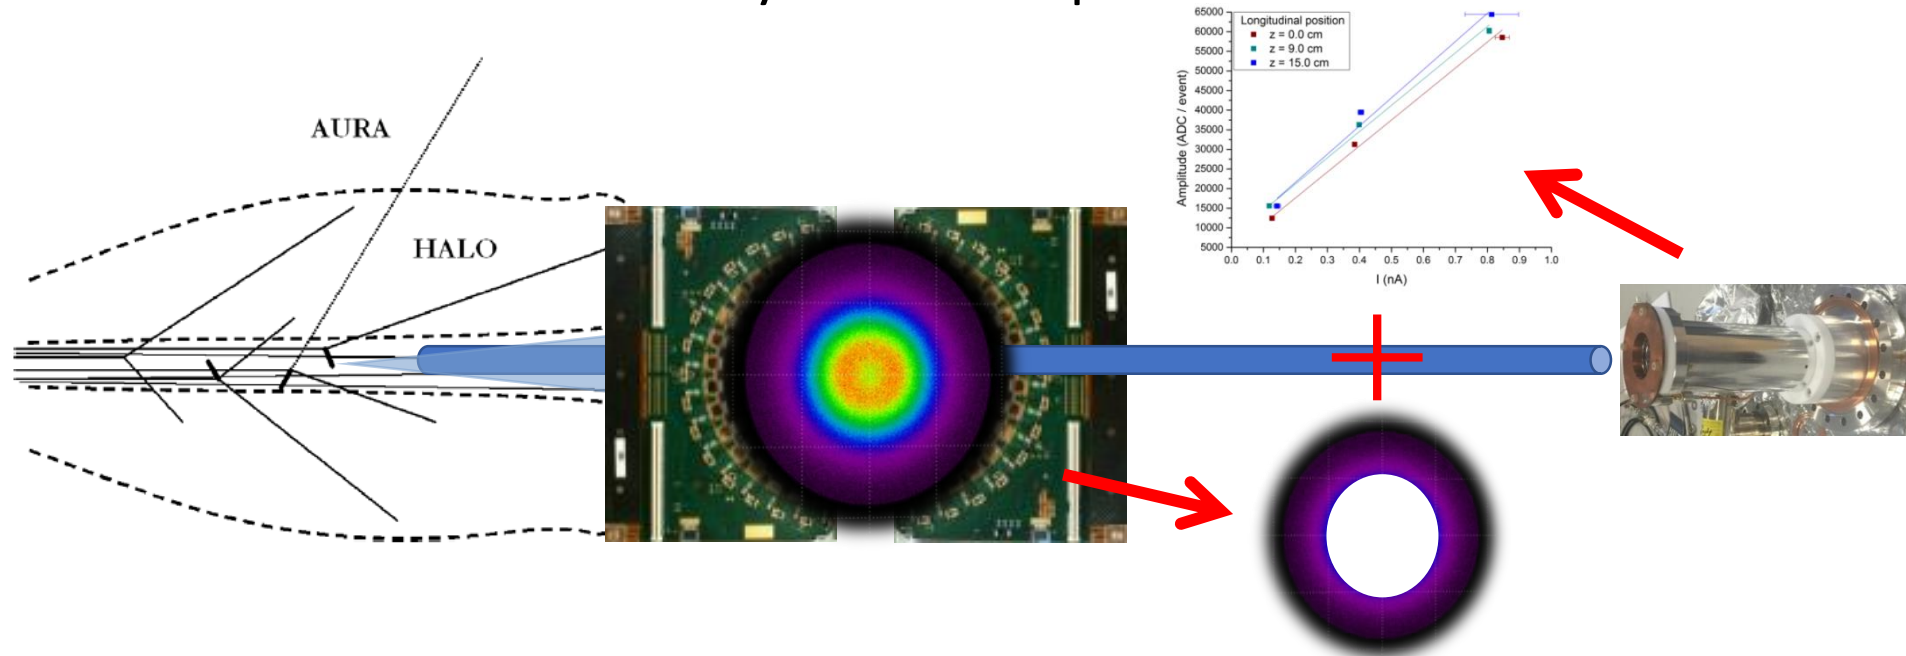 AURA
HALO
Longitudinal position
z = 0.0 cm
z = 9.0 cm
z = 15.0 cm
Amplitude (ADC / event)
65000
60000
55000
50000
45000
40000
35000
30000
25000
20000
15000
10000
5000
0.0 0.1 0.2 0.3 0.4 0.5 0.6 0.7 0.8 0.9 1.0
I (nA)